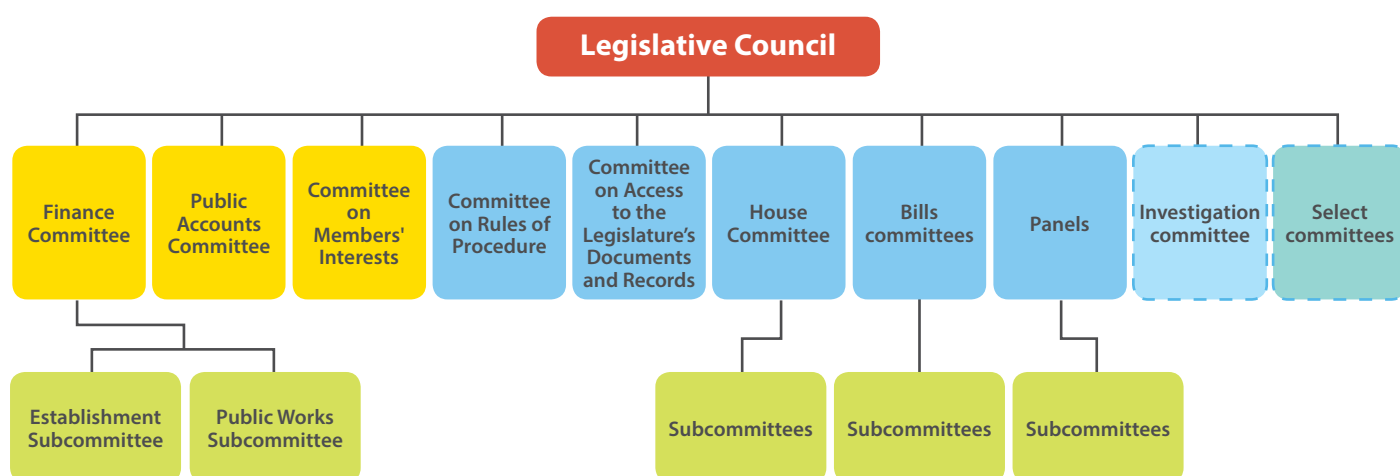 Legislative Council
Finance
Committee
Public
Accounts
Committee
Committee
on
Members'
Interests
Committee
on Rules of
Procedure
Committee
on Access
to the
Legislature’s
Documents
and Records
House
Committee
Bills
committees
Panels
Investigation
committee
Select
committees
Establishment
Subcommittee
Public Works
Subcommittee
Subcommittees
Subcommittees
Subcommittees